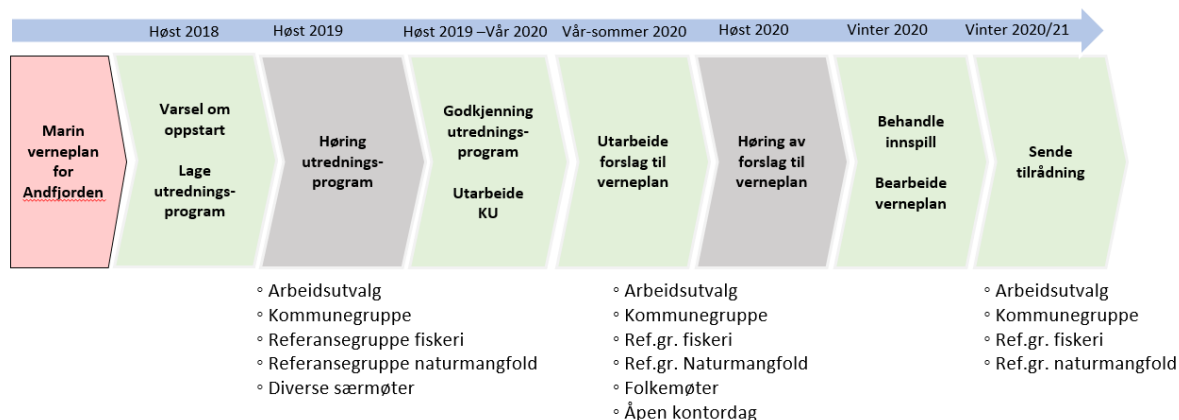 Høst 2018
Høst 2019
Høst 2019 –Vår 2020
Vår-sommer 2020
Høst 2020
Vinter 2020
Vinter 2020/21
Marin
verneplan
for
Andfjorden
Varsel om
oppstart
Lage
utrednings-
program
Høring
utrednings-
program
Godkjenning
utrednings-
program
Utarbeide
KU
Utarbeide
forslag til
verneplan
Høring av
forslag til
verneplan
Behandle
innspill
Bearbeide
verneplan
Sende
tilrådning
◦ Arbeidsutvalg
◦ Kommunegruppe
◦ Referansegruppe fiskeri
◦ Referansegruppe naturmangfold
◦ Diverse særmøter
◦ Arbeidsutvalg
◦ Kommunegruppe
◦ Ref.gr. fiskeri
◦ Ref.gr. Naturmangfold
◦ Folkemøter
◦ Åpen kontordag
◦ Arbeidsutvalg
◦ Kommunegruppe
◦ Ref.gr. fiskeri
◦ Ref.gr. naturmangfold